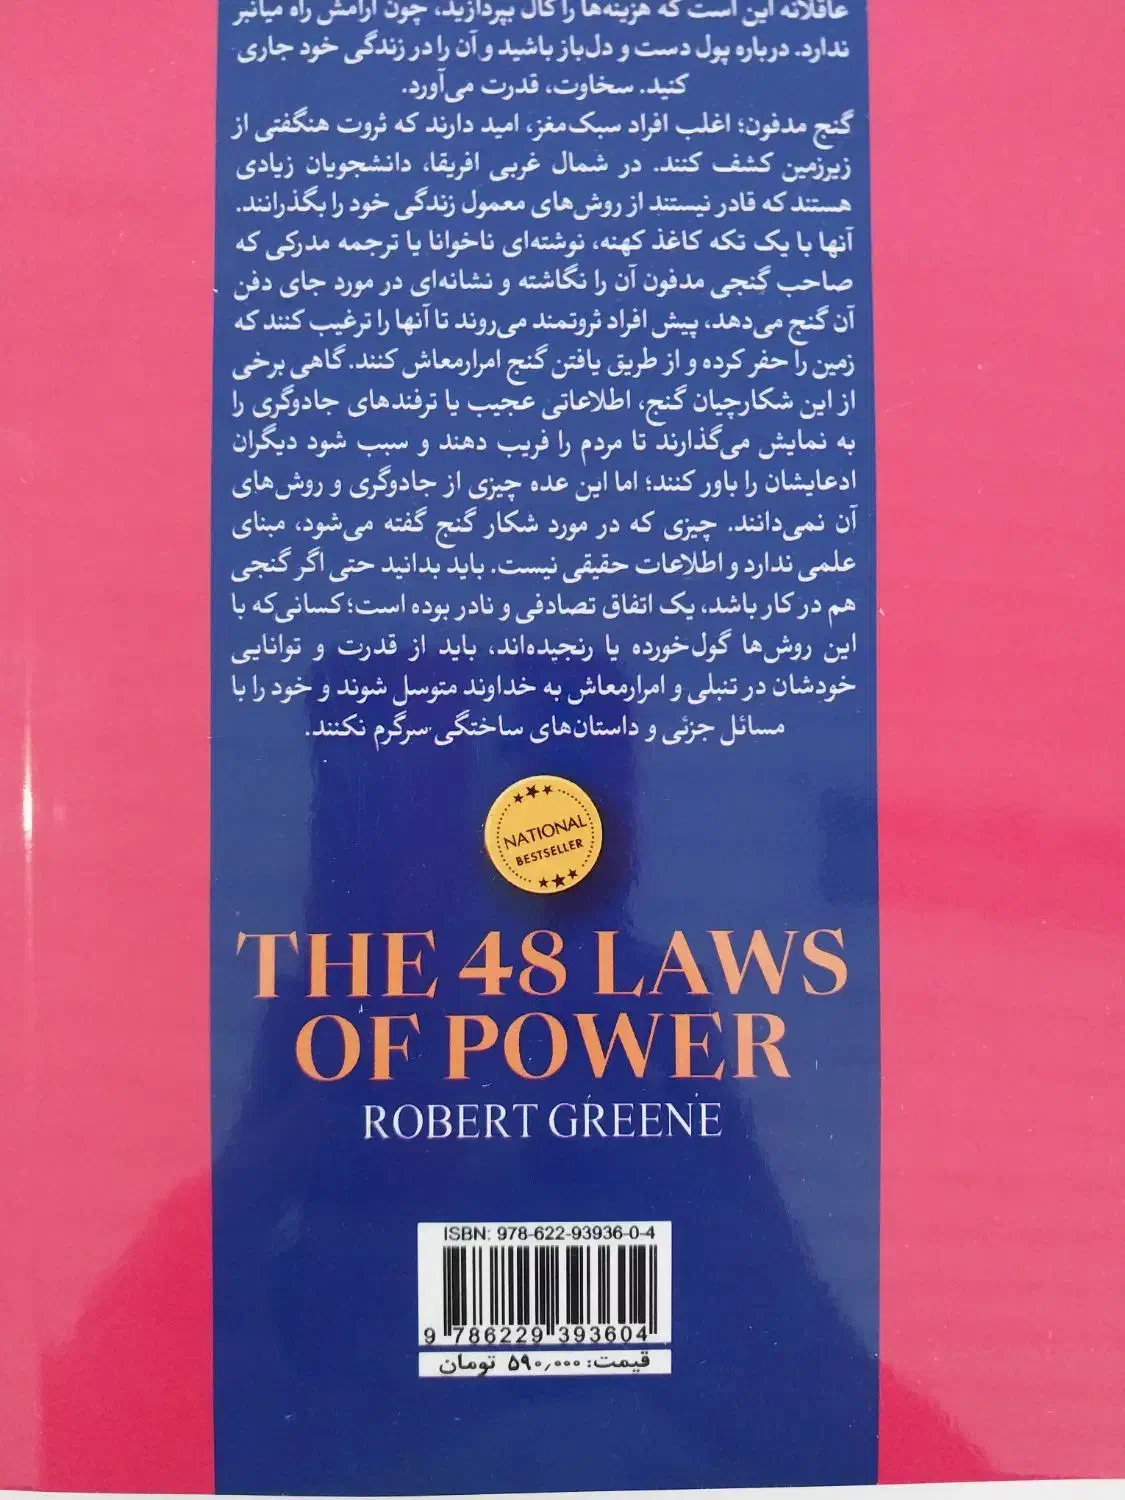 عاقلانه این است که هزینه‌ها را کال بپردازید، چون آرامش راه میانبر
ندارد. درباره پول دست و دل‌باز باشید و آن را در زندگی خود جاری
کنید. سخاوت، قدرت می‌آورد.
گنج مدفون؛ اغلب افراد سبک‌مغز، امید دارند که ثروت هنگفتی از
زیرزمین کشف کنند. در شمال غربی افریقا، دانشجویان زیادی
هستند که قادر نیستند از روش‌های معمول زندگی خود را بگذرانند.
آنها با یک تکه کاغذ کهنه، نوشته‌ای ناخوانا یا ترجمه مدرکی که
صاحب گنجی مدفون آن را نگاشته و نشانه‌ای در مورد جای دفن
آن گنج می‌دهد، پیش افراد ثروتمند می‌روند تا آنها را ترغیب کنند که
زمین را حفر کرده و از طریق یافتن گنج امرارمعاش کنند. گاهی برخی
از این شکارچیان گنج، اطلاعاتی عجیب یا ترفندهای جادوگری را
به نمایش می‌گذارند تا مردم را فریب دهند و سبب شود دیگران
ادعایشان را باور کنند؛ اما این عده چیزی از جادوگری و روش‌های
آن نمی‌دانند. چیزی که در مورد شکار گنج گفته می‌شود، مبنای
علمی ندارد و اطلاعات حقیقی نیست. باید بدانید حتی اگر گنجی
هم در کار باشد، یک اتفاق تصادفی و نادر بوده است؛ کسانی‌که با
این روش‌ها گول‌خورده یا رنجیده‌اند، باید از قدرت و توانایی
خودشان در تنبلی و امرارمعاش به خداوند متوسل شوند و خود را با
مسائل جزئی و داستان‌های ساختگی سرگرم نکنند.
NATIONAL
BESTSELLER
THE 48 LAWS
OF POWER
ROBERT GREENE
ISBN: 978-622-93936-0-4
9 786229 393604
قیمت: ۵۹۰٫۰۰۰ تومان